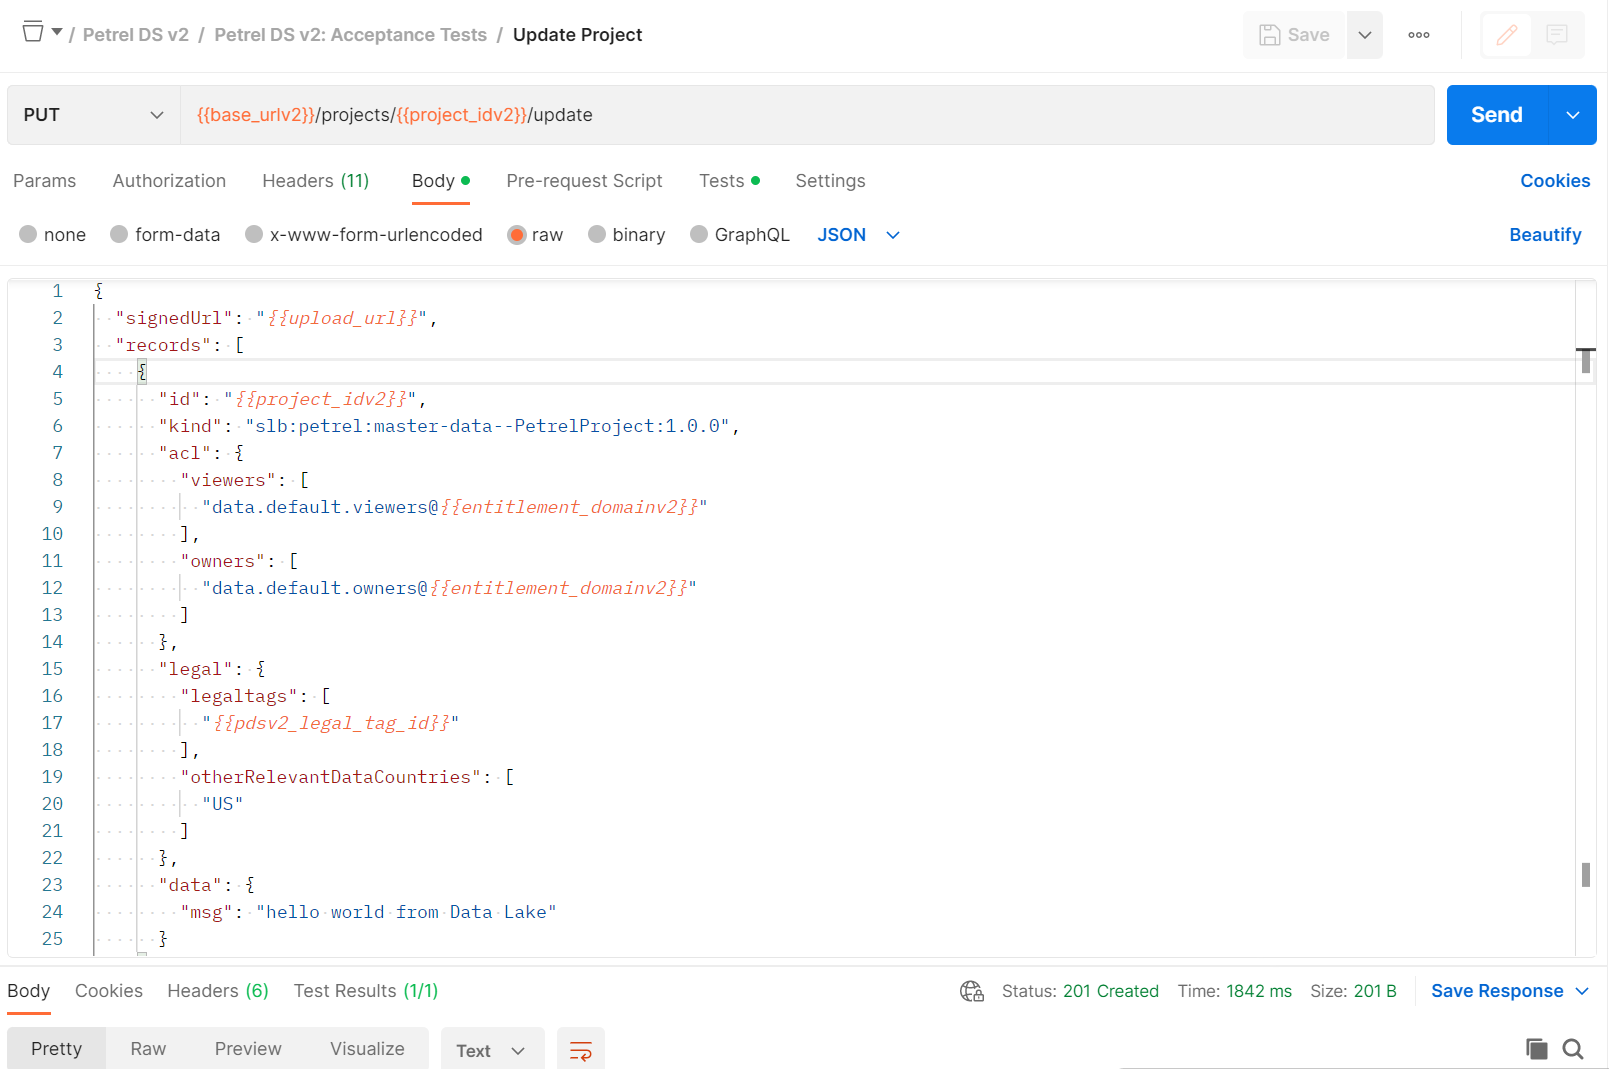 / Petrel DS v2 / Petrel DS v2: Acceptance Tests / Update Project
Save
PUT {{base_urlv2}}/projects/{{project_idv2}}/update
Send
Params Authorization Headers (11) Body Pre-request Script Tests Settings Cookies
none form-data x-www-form-urlencoded raw binary GraphQL JSON Beautify
1 {
2 "signedUrl": "{{upload_url}}",
3 "records": [
4 {
5 "id": "{{project_idv2}}",
6 "kind": "slb:petrel:master-data--PetrelProject:1.0.0",
7 "acl": {
8 "viewers": [
9 "data.default.viewers@{{entitlement_domainv2}}"
10 ],
11 "owners": [
12 "data.default.owners@{{entitlement_domainv2}}"
13 ]
14 },
15 "legal": {
16 "legaltags": [
17 "{{pdsv2_legal_tag_id}}"
18 ],
19 "otherRelevantDataCountries": [
20 "US"
21 ]
22 },
23 "data": {
24 "msg": "hello world from Data Lake"
25 }
Body Cookies Headers (6) Test Results (1/1) Status: 201 Created Time: 1842 ms Size: 201 B Save Response
Pretty Raw Preview Visualize Text